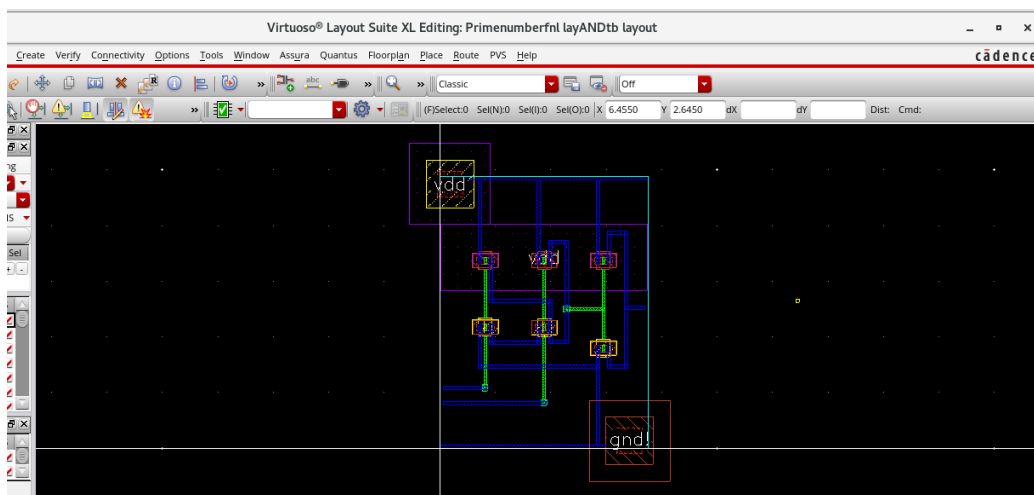 Virtuoso® Layout Suite XL Editing: Primenumberfnl layANDtb layout
Create Verify Connectivity Options Tools Window Assura Quantus Floorplan Place Route PVS Help
cādence
abc R » » » Classic Off
» » (F)Select:0 Sel(N):0 Sel(I):0 Sel(O):0 X 6.4550 Y 2.6450 dX dY Dist: Cmd:
Sel
vdd
vdd
gnd!